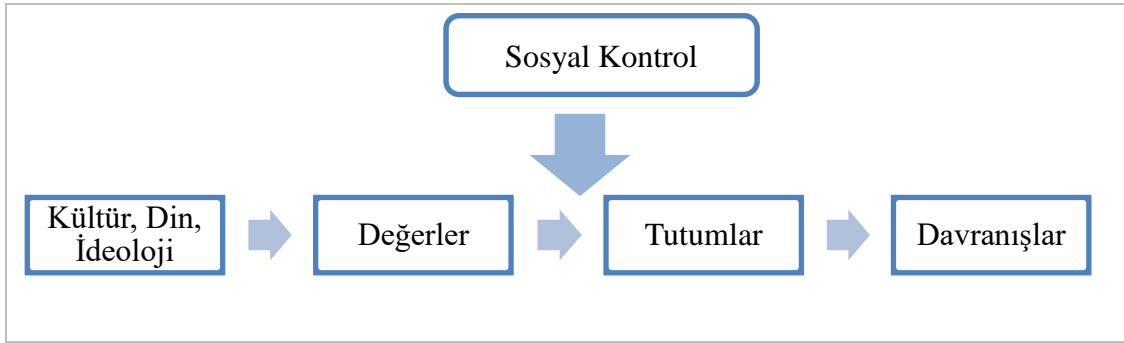 Sosyal Kontrol
Kültür, Din,
İdeoloji
Değerler
Tutumlar
Davranışlar